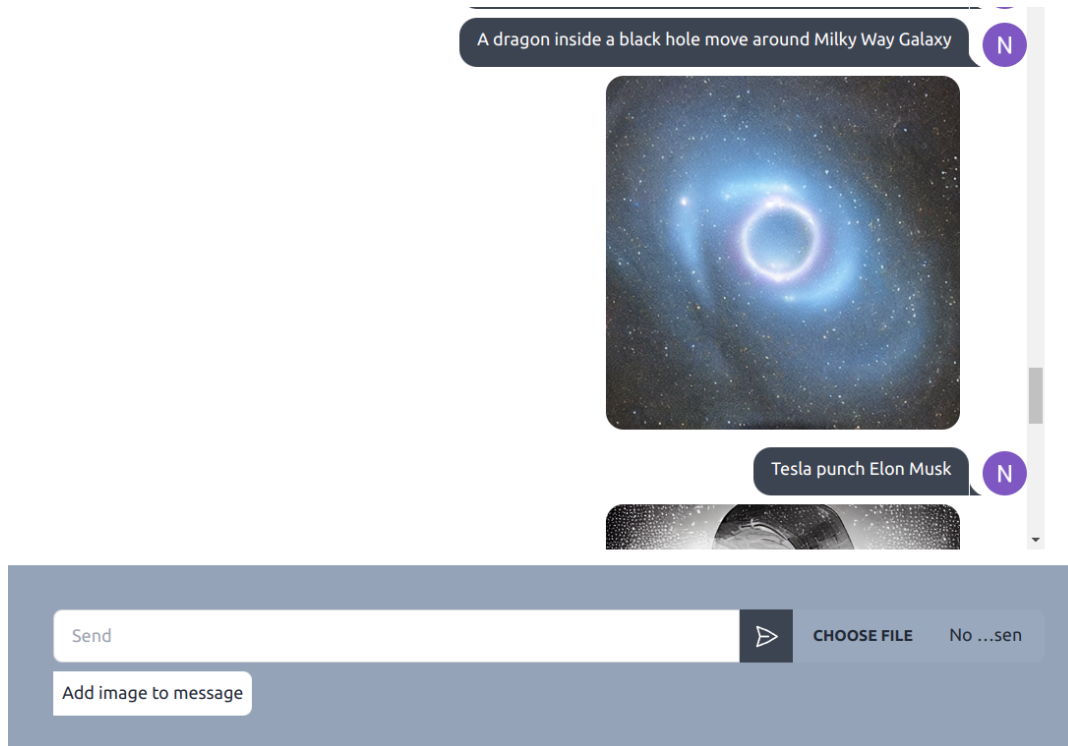 A dragon inside a black hole move around Milky Way Galaxy
N
Tesla punch Elon Musk
N
Send
CHOOSE FILE No …sen
Add image to message